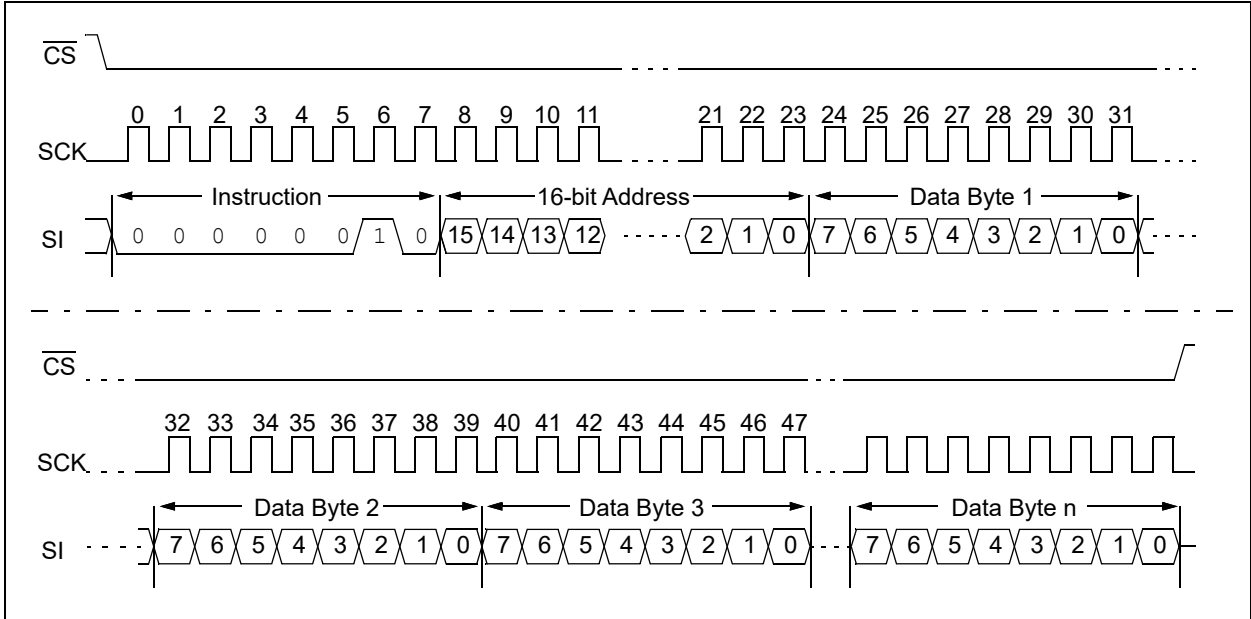 CS
0 1 2 3 4 5 6 7 8 9 10 11 21 22 23 24 25 26 27 28 29 30 31
SCK
Instruction 16-bit Address Data Byte 1
SI 0 0 0 0 0 0 1 0 15 14 13 12 2 1 0 7 6 5 4 3 2 1 0
CS
32 33 34 35 36 37 38 39 40 41 42 43 44 45 46 47
SCK
Data Byte 2 Data Byte 3 Data Byte n
SI 7 6 5 4 3 2 1 0 7 6 5 4 3 2 1 0 7 6 5 4 3 2 1 0